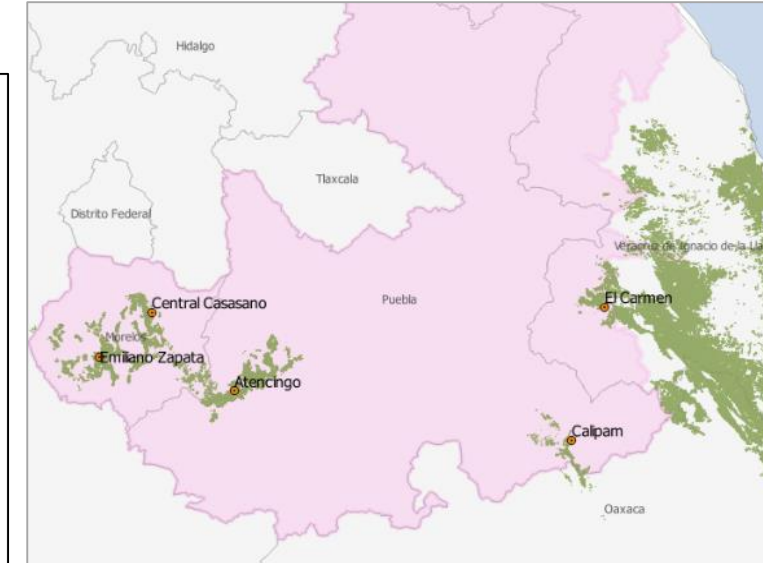 Hidalgo
Tlaxcala
Distrito Federal
Veracruz de Ignacio de la Lla
Central Casasano
Puebla
El Carmen
Morelos
Emiliano Zapata
Atencingo
Calipam
Oaxaca